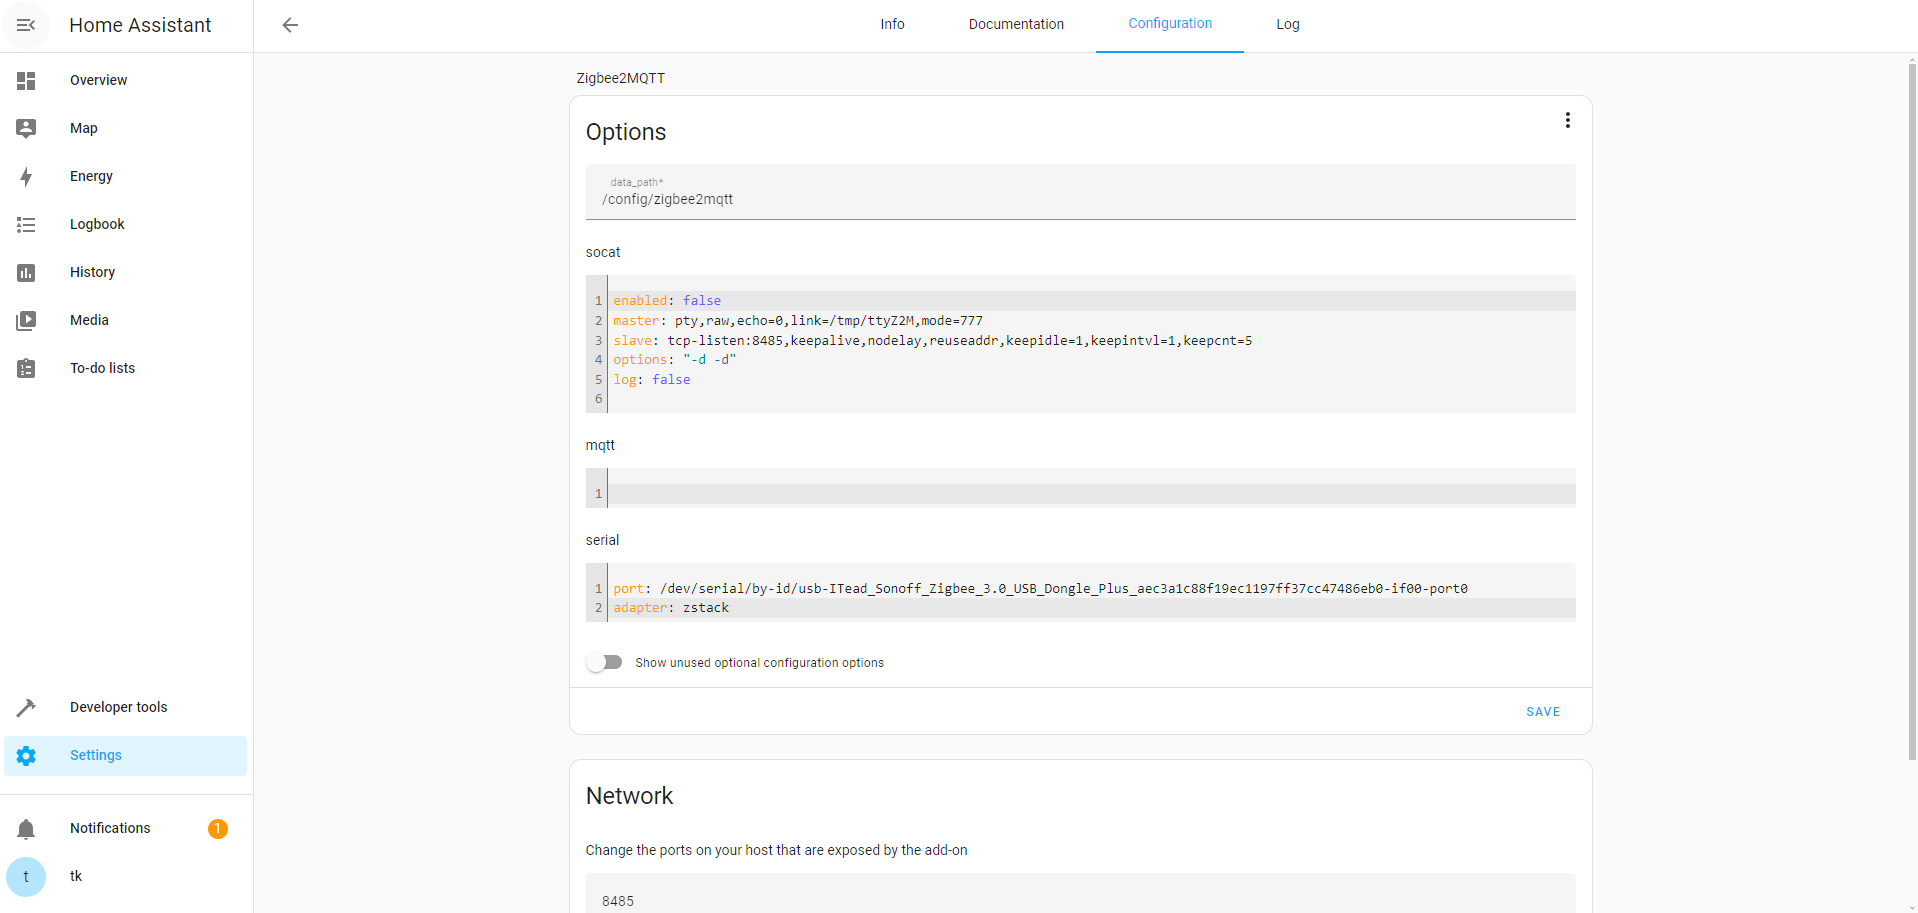 Home Assistant
Overview
Map
Energy
Logbook
History
Media
To-do lists
Developer tools
Settings
Notifications
1
t
tk
Info
Documentation
Configuration
Log
Zigbee2MQTT
Options
data_path*
/config/zigbee2mqtt
socat
1 enabled: false
2 master: pty,raw,echo=0,link=/tmp/ttyZ2M,mode=777
3 slave: tcp-listen:8485,keepalive,nodelay,reuseaddr,keepidle=1,keepintvl=1,keepcnt=5
4 options: "-d -d"
5 log: false
6
mqtt
1
serial
1 port: /dev/serial/by-id/usb-ITead_Sonoff_Zigbee_3.0_USB_Dongle_Plus_aec3a1c88f19ec1197ff37cc47486eb0-if00-port0
2 adapter: zstack
Show unused optional configuration options
SAVE
Network
Change the ports on your host that are exposed by the add-on
8485